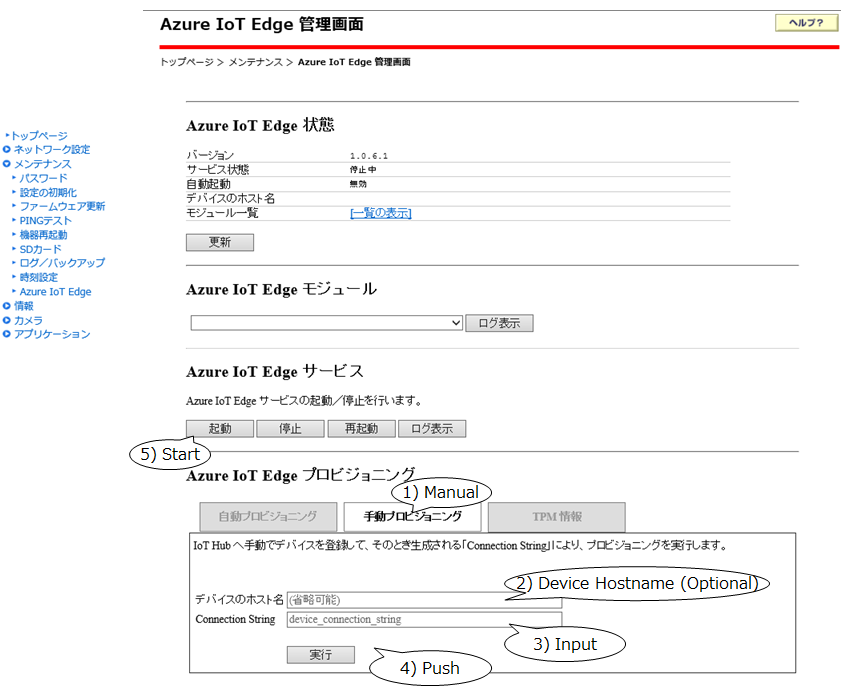 Azure IoT Edge 管理画面
ヘルプ?
トップページ > メンテナンス > Azure IoT Edge 管理画面
トップページ
ネットワーク設定
メンテナンス
パスワード
設定の初期化
ファームウェア更新
PINGテスト
機器再起動
SDカード
ログ/バックアップ
時刻設定
Azure IoT Edge
情報
カメラ
アプリケーション
Azure IoT Edge 状態
バージョン 1.0.6.1
サービス状態 停止中
自動起動 無効
デバイスのホスト名
モジュール一覧 [一覧の表示]
更新
Azure IoT Edge モジュール
ログ表示
Azure IoT Edge サービス
Azure IoT Edge サービスの起動/停止を行います。
起動 停止 再起動 ログ表示
5) Start
Azure IoT Edge プロビジョニング
1) Manual
自動プロビジョニング 手動プロビジョニング TPM 情報
IoT Hub へ手動でデバイスを登録して、そのとき生成される「Connection String」により、プロビジョニングを実行します。
2) Device Hostname (Optional)
デバイスのホスト名 (省略可能)
Connection String device_connection_string
3) Input
実行
4) Push